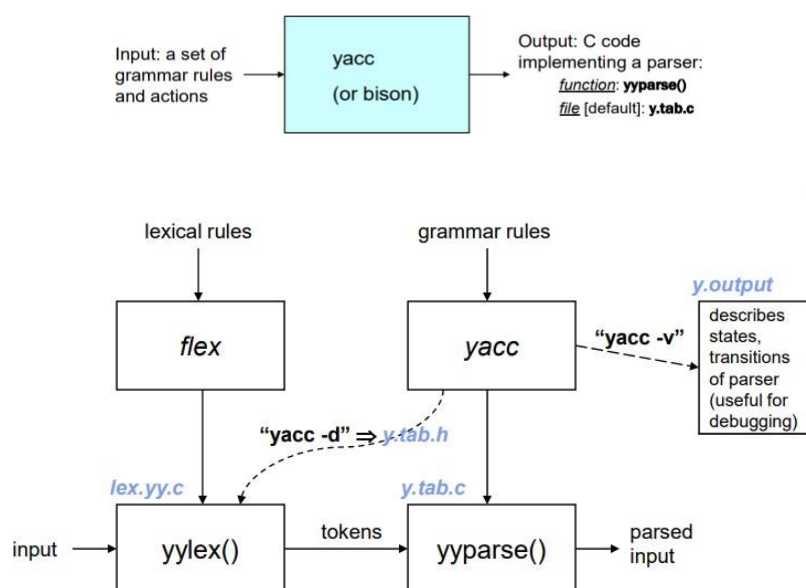 Input: a set of
grammar rules
and actions
yacc
(or bison)
Output: C code
implementing a parser:
function: yyparse()
file [default]: y.tab.c
lexical rules
grammar rules
flex
yacc
"yacc -v"
y.output
describes
states,
transitions
of parser
(useful for
debugging)
"yacc -d" ⇒ y.tab.h
lex.yy.c
y.tab.c
input
yylex()
tokens
yyparse()
parsed
input